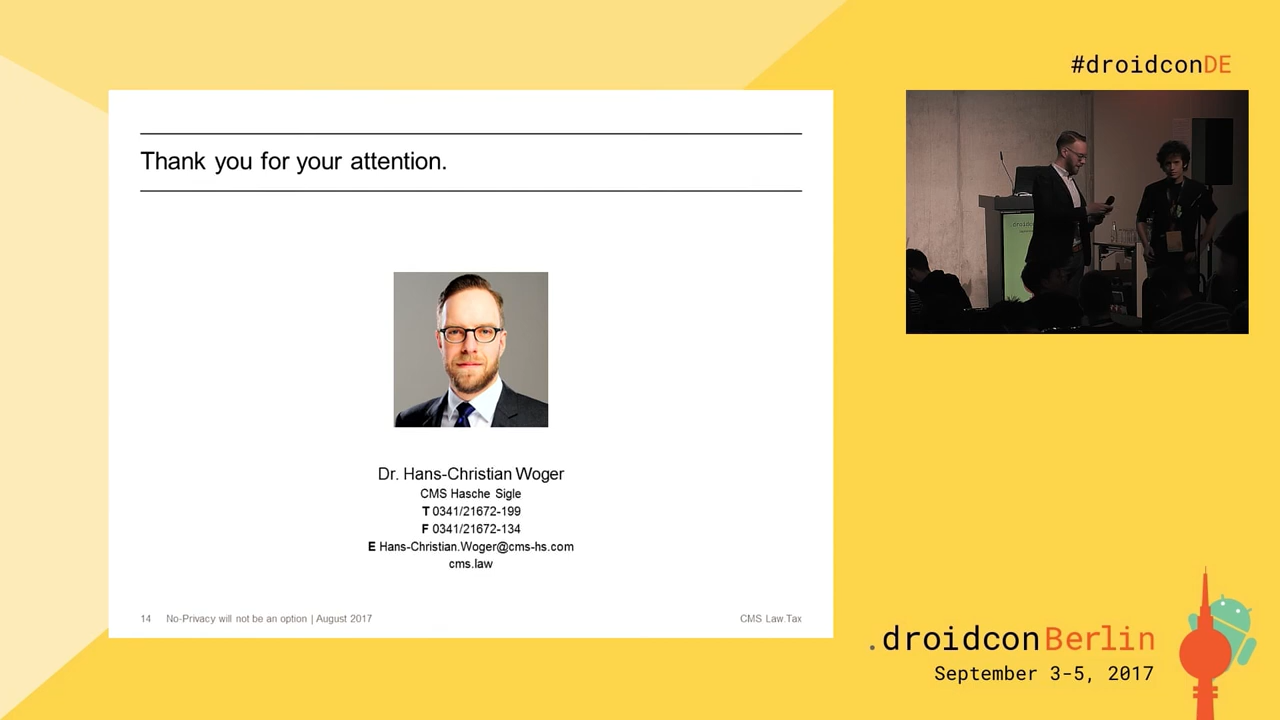 #droidconDE
Thank you for your attention.
Dr. Hans-Christian Woger
CMS Hasche Sigle
T 0341/21672-199
F 0341/21672-134
E Hans-Christian.Woger@cms-hs.com
cms.law
14 No-Privacy will not be an option | August 2017
CMS Law.Tax
.droidconBerlin
September 3-5, 2017